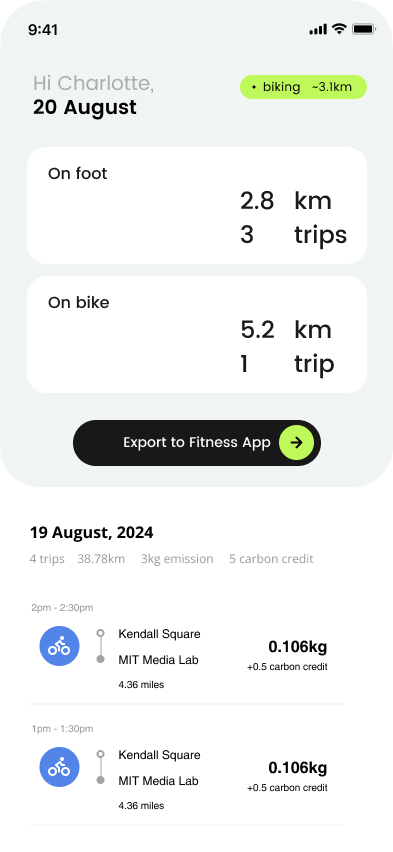 9:41
Hi Charlotte,
20 August
• biking ~3.1km
On foot
2.8 km
3 trips
On bike
5.2 km
1 trip
Export to Fitness App
19 August, 2024
4 trips 38.78km 3kg emission 5 carbon credit
2pm - 2:30pm
Kendall Square
MIT Media Lab
4.36 miles
0.106kg
+0.5 carbon credit
1pm - 1:30pm
Kendall Square
MIT Media Lab
4.36 miles
0.106kg
+0.5 carbon credit